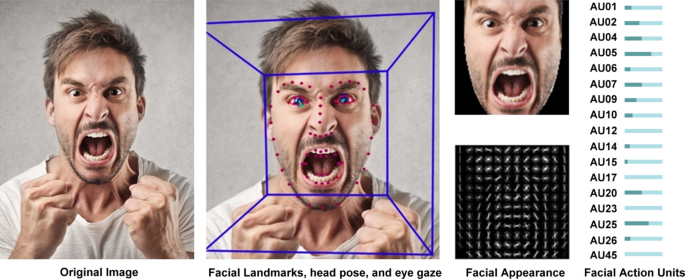 AU01
AU02
AU04
AU05
AU06
AU07
AU09
AU10
AU12
AU14
AU15
AU17
AU20
AU23
AU25
AU26
AU45
Original Image
Facial Landmarks, head pose, and eye gaze
Facial Appearance
Facial Action Units